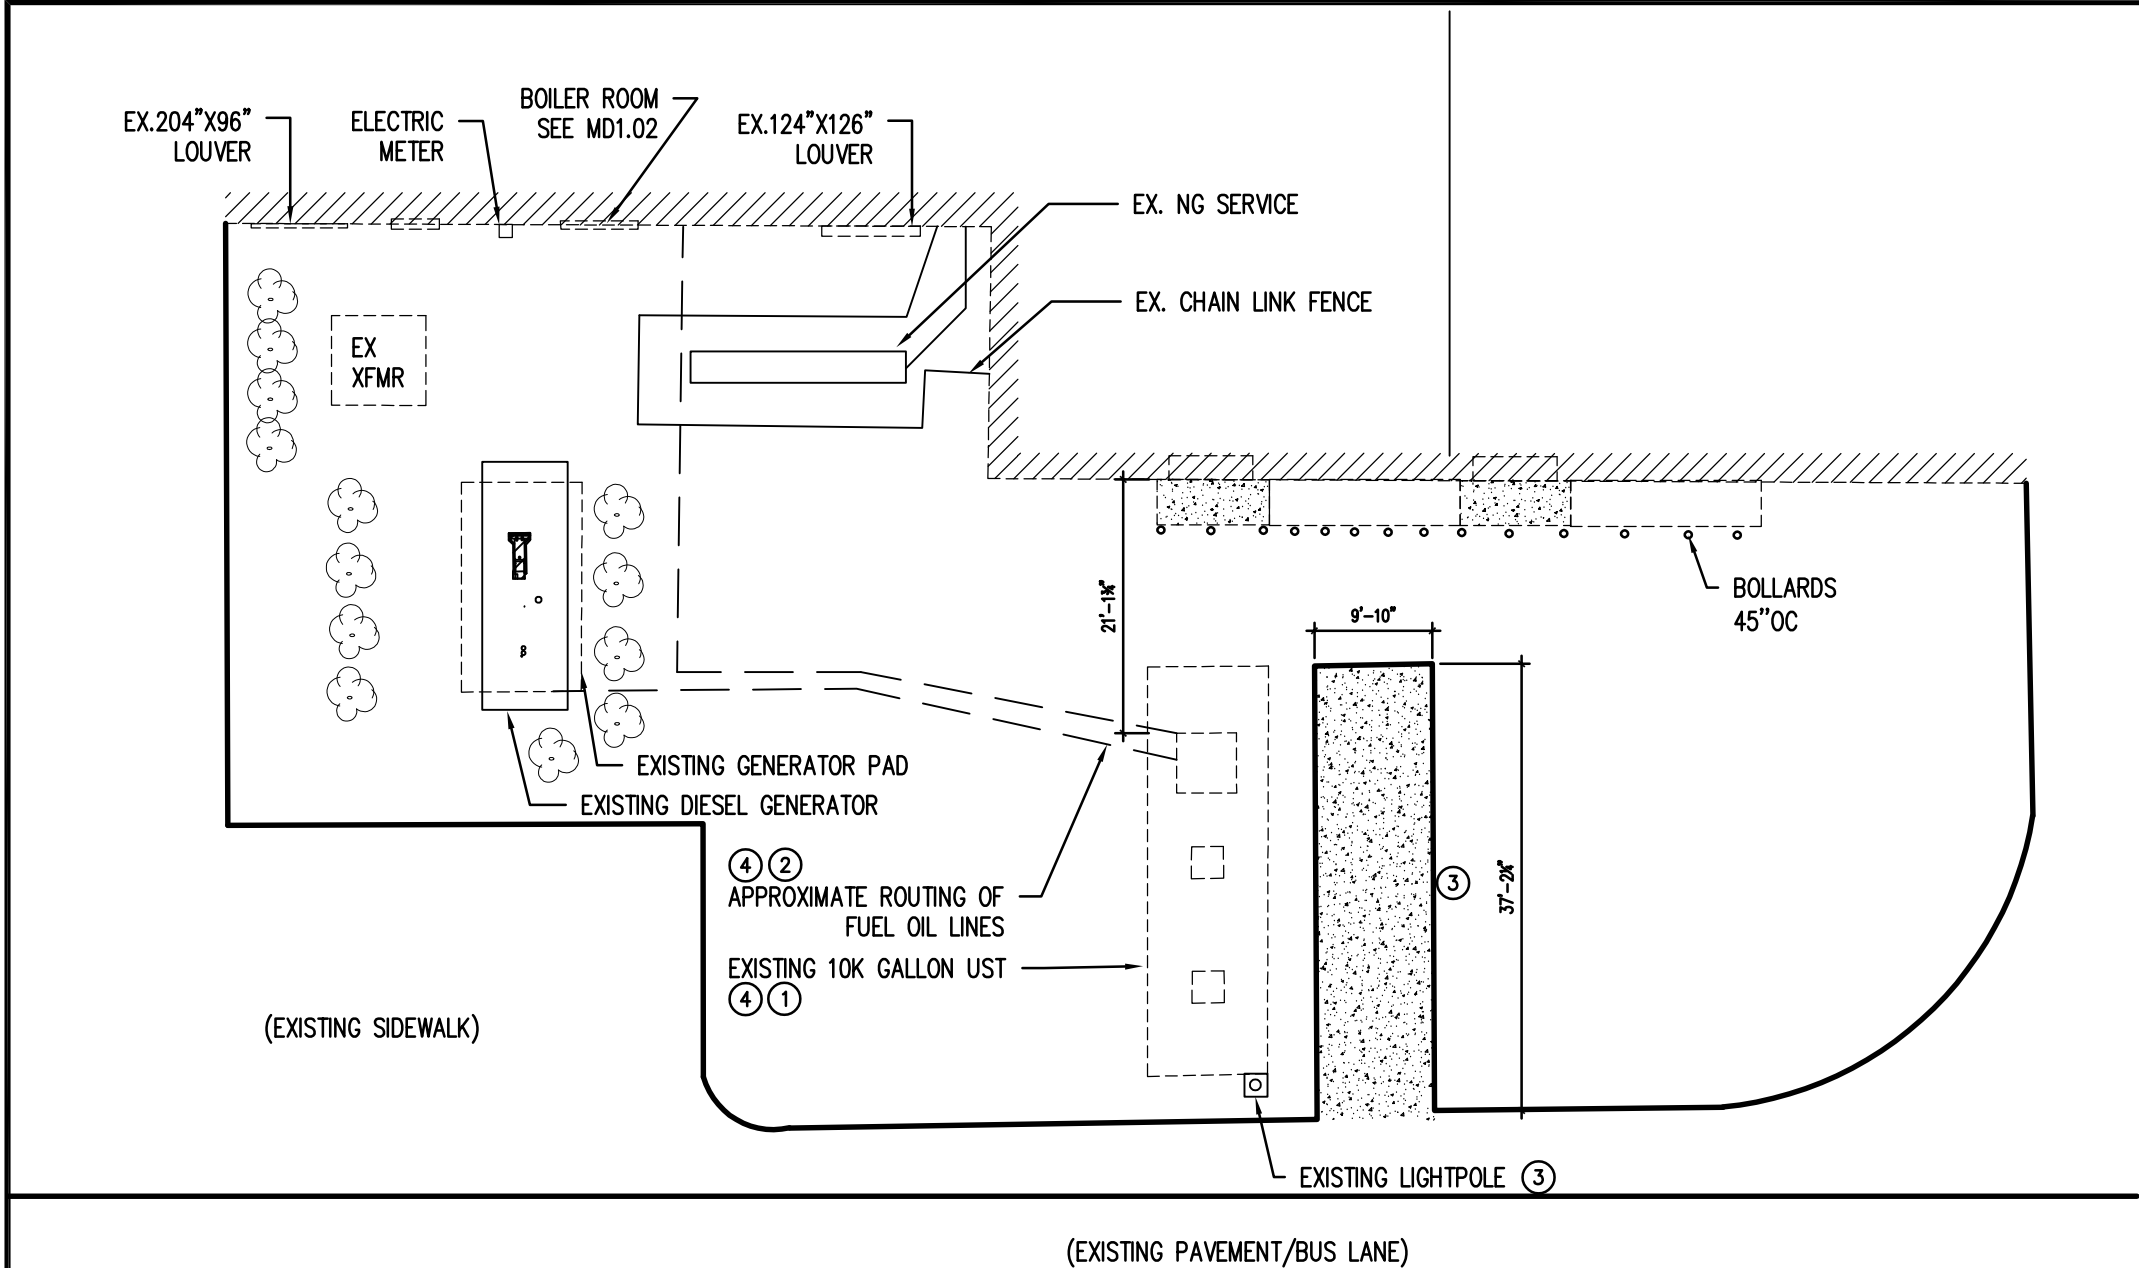 EX.204"X96"
LOUVER
ELECTRIC
METER
BOILER ROOM
SEE MD1.02
EX.124"X126"
LOUVER
EX. NG SERVICE
EX. CHAIN LINK FENCE
EX
XFMR
BOLLARDS
45"OC
21'-1¾"
9'-10"
EXISTING GENERATOR PAD
EXISTING DIESEL GENERATOR
4 2
APPROXIMATE ROUTING OF
FUEL OIL LINES
3
37'-2¼"
EXISTING 10K GALLON UST
4 1
(EXISTING SIDEWALK)
EXISTING LIGHTPOLE 3
(EXISTING PAVEMENT/BUS LANE)